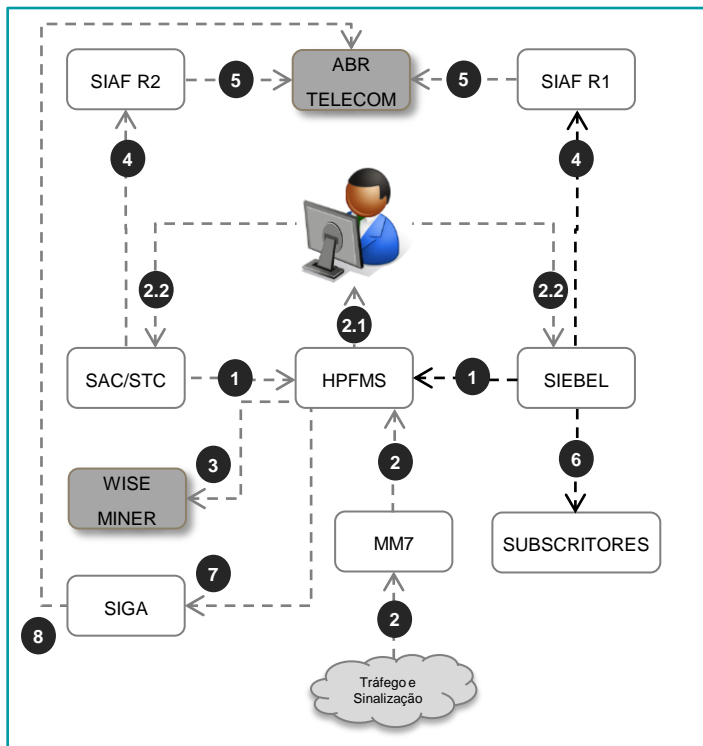 SIAF R2
5
ABR
TELECOM
5
SIAF R1
4
4
2.2
2.2
2.1
SAC/STC
1
HPFMS
1
SIEBEL
3
2
6
WISE
MINER
MM7
SUBSCRITORES
7
SIGA
2
8
Tráfego e
Sinalização